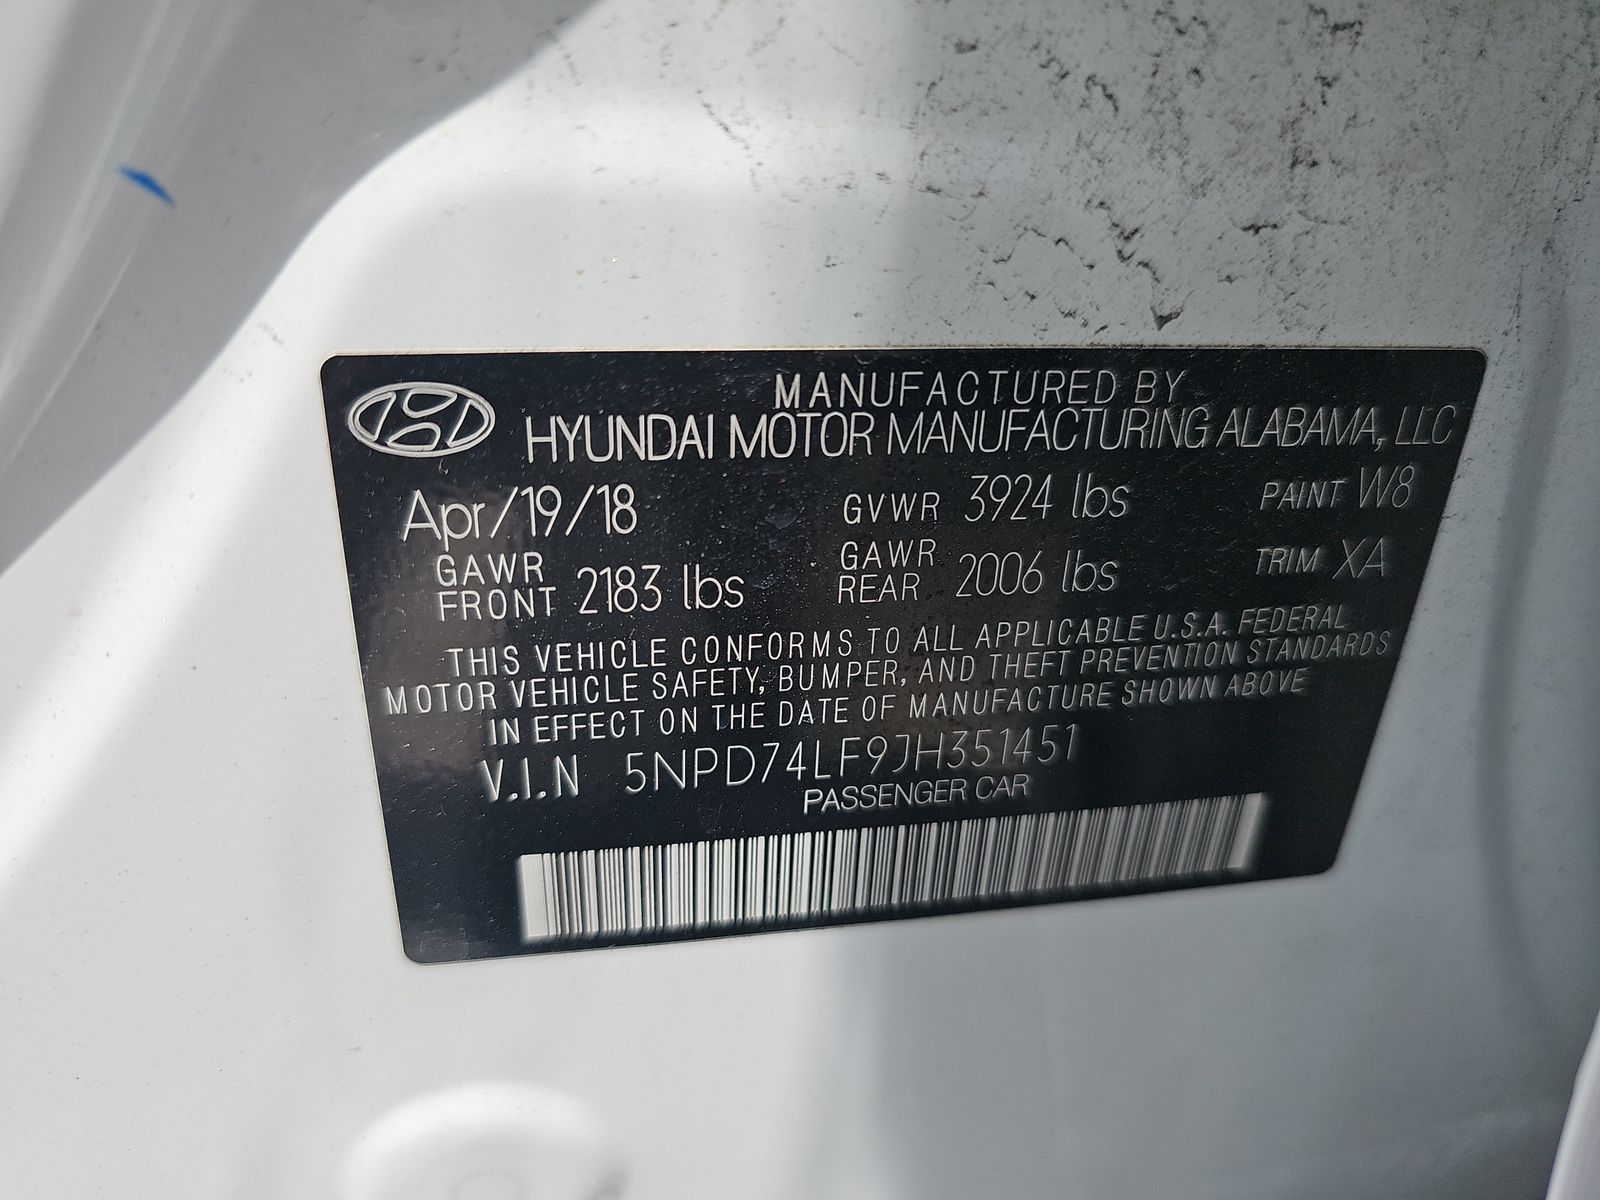 MANUFACTURED BY
HYUNDAI MOTOR MANUFACTURING ALABAMA, LLC
Apr/19/18 GVWR 3924 lbs PAINT W8
GAWR FRONT 2183 lbs GAWR REAR 2006 lbs TRIM XA
THIS VEHICLE CONFORMS TO ALL APPLICABLE U.S.A. FEDERAL
MOTOR VEHICLE SAFETY, BUMPER, AND THEFT PREVENTION STANDARDS
IN EFFECT ON THE DATE OF MANUFACTURE SHOWN ABOVE
V.I.N 5NPD74LF9JH351451
PASSENGER CAR